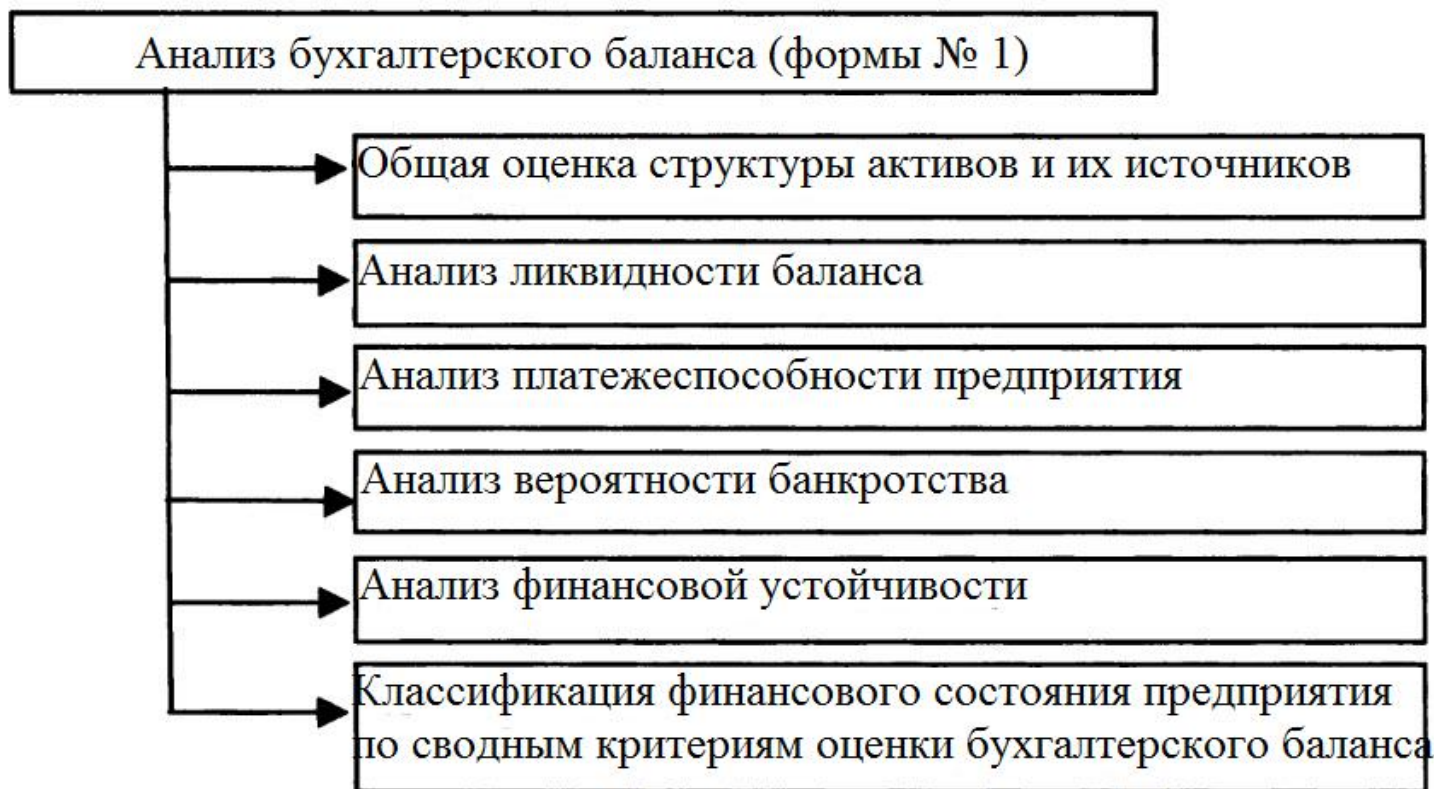 Анализ бухгалтерского баланса (формы № 1)
Общая оценка структуры активов и их источников
Анализ ликвидности баланса
Анализ платежеспособности предприятия
Анализ вероятности банкротства
Анализ финансовой устойчивости
Классификация финансового состояния предприятия
по сводным критериям оценки бухгалтерского баланса